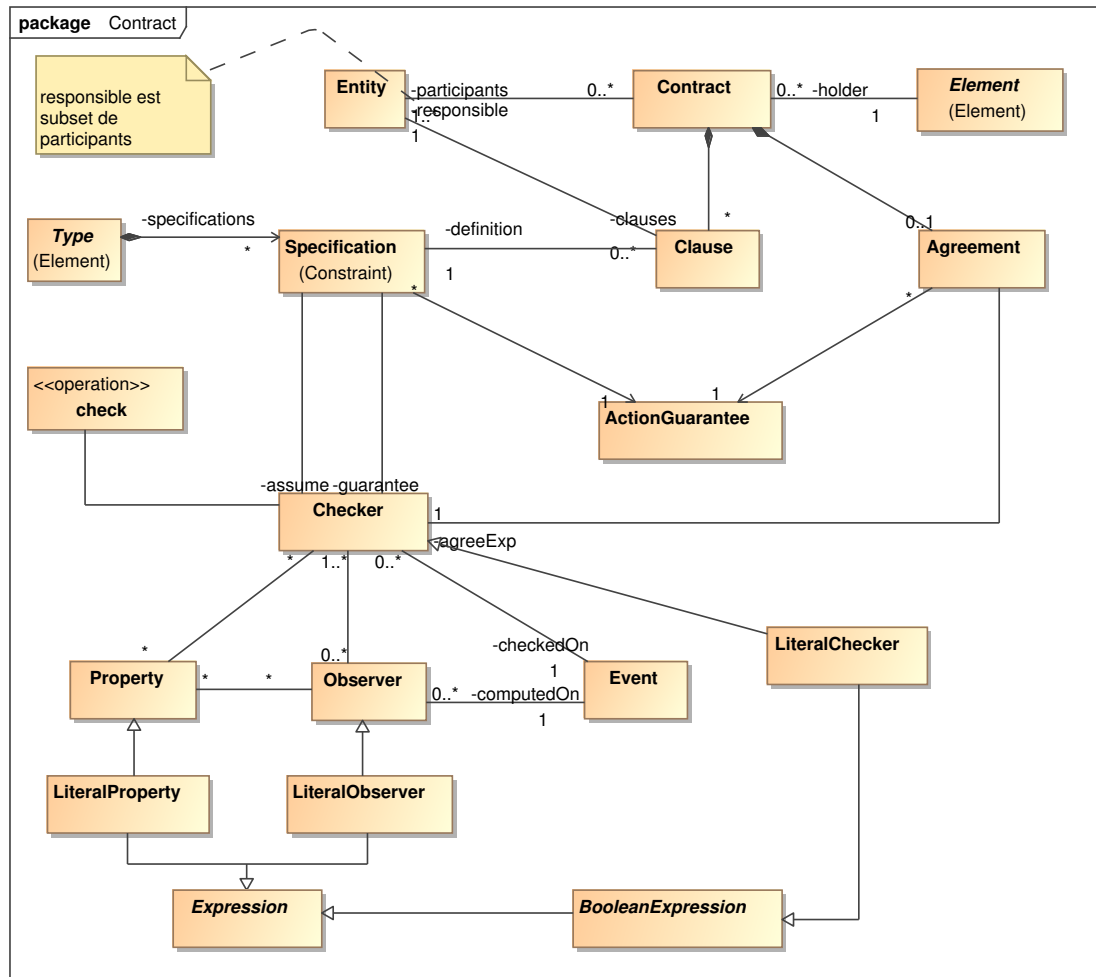 package Contract
responsible est
subset de
participants
Entity
-participants
1..*
-responsible
1
0..*
Contract
0..*
-holder
1
Element
(Element)
Type
(Element)
-specifications
*
Specification
(Constraint)
-definition
1
-clauses
0..*
*
Clause
0..1
Agreement
*
*
<<operation>>
check
1
1
ActionGuarantee
-assume
-guarantee
Checker
1
-agreeExp
*
1..*
0..*
LiteralChecker
*
0..*
-checkedOn
1
Property
*
*
Observer
0..*
-computedOn
1
Event
LiteralProperty
LiteralObserver
Expression
BooleanExpression